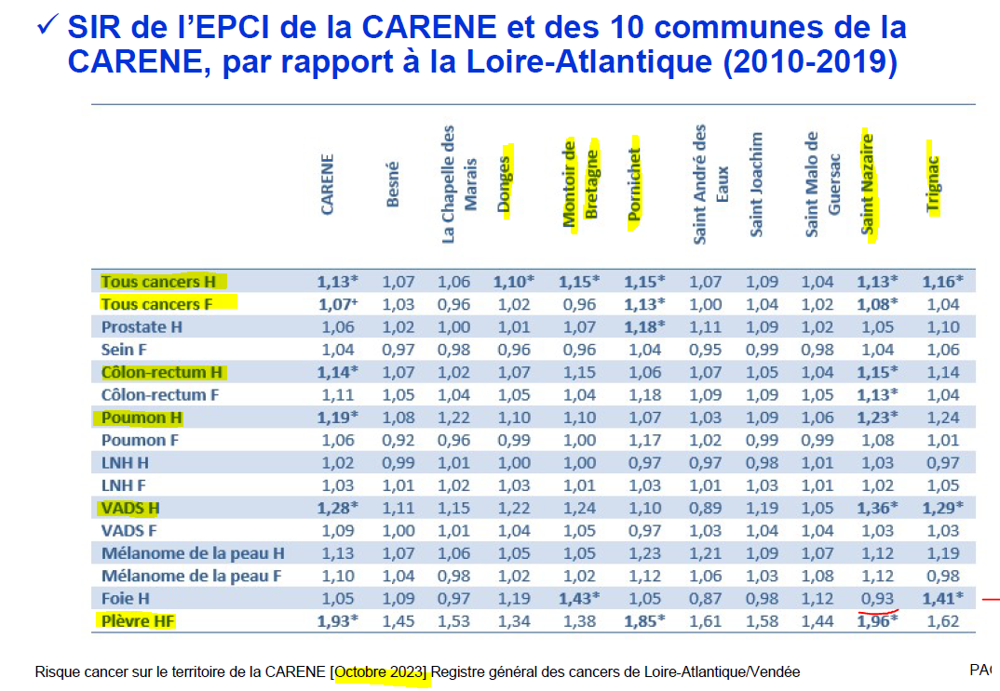 ✓ SIR de l'EPCI de la CARENE et des 10 communes de la
CARENE, par rapport à la Loire-Atlantique (2010-2019)
CARENE
Besné
La Chapelle des
Marais
Donges
Montoir de
Bretagne
Pornichet
Saint André des
Eaux
Saint Joachim
Saint Malo de
Guersac
Saint Nazaire
Trignac
Tous cancers H 1,13* 1,07 1,06 1,10* 1,15* 1,15* 1,07 1,09 1,04 1,13* 1,16*
Tous cancers F 1,07⁺ 1,03 0,96 1,02 0,96 1,13* 1,00 1,04 1,02 1,08* 1,04
Prostate H 1,06 1,02 1,00 1,01 1,07 1,18* 1,11 1,09 1,02 1,05 1,10
Sein F 1,04 0,97 0,98 0,96 0,96 1,04 0,95 0,99 0,98 1,04 1,06
Côlon-rectum H 1,14* 1,07 1,02 1,07 1,15 1,06 1,07 1,05 1,04 1,15* 1,14
Côlon-rectum F 1,11 1,05 1,04 1,05 1,04 1,18 1,09 1,09 1,05 1,13* 1,04
Poumon H 1,19* 1,08 1,22 1,10 1,10 1,07 1,03 1,09 1,06 1,23* 1,24
Poumon F 1,06 0,92 0,96 0,99 1,00 1,17 1,02 0,99 0,99 1,08 1,01
LNH H 1,02 0,99 1,01 1,00 1,00 0,97 0,97 0,98 1,01 1,03 0,97
LNH F 1,03 1,01 1,02 1,03 1,01 1,03 1,01 1,03 1,01 1,02 1,05
VADS H 1,28* 1,11 1,15 1,22 1,24 1,10 0,89 1,19 1,05 1,36* 1,29*
VADS F 1,09 1,00 1,01 1,04 1,05 0,97 1,03 1,04 1,04 1,03 1,03
Mélanome de la peau H 1,13 1,07 1,06 1,05 1,05 1,23 1,21 1,09 1,07 1,12 1,19
Mélanome de la peau F 1,10 1,04 0,98 1,02 1,02 1,12 1,06 1,03 1,08 1,12 0,98
Foie H 1,05 1,09 0,97 1,19 1,43* 1,05 0,87 0,98 1,12 0,93 1,41*
Plèvre HF 1,93* 1,45 1,53 1,34 1,38 1,85* 1,61 1,58 1,44 1,96* 1,62
Risque cancer sur le territoire de la CARENE [Octobre 2023] Registre général des cancers de Loire-Atlantique/Vendée